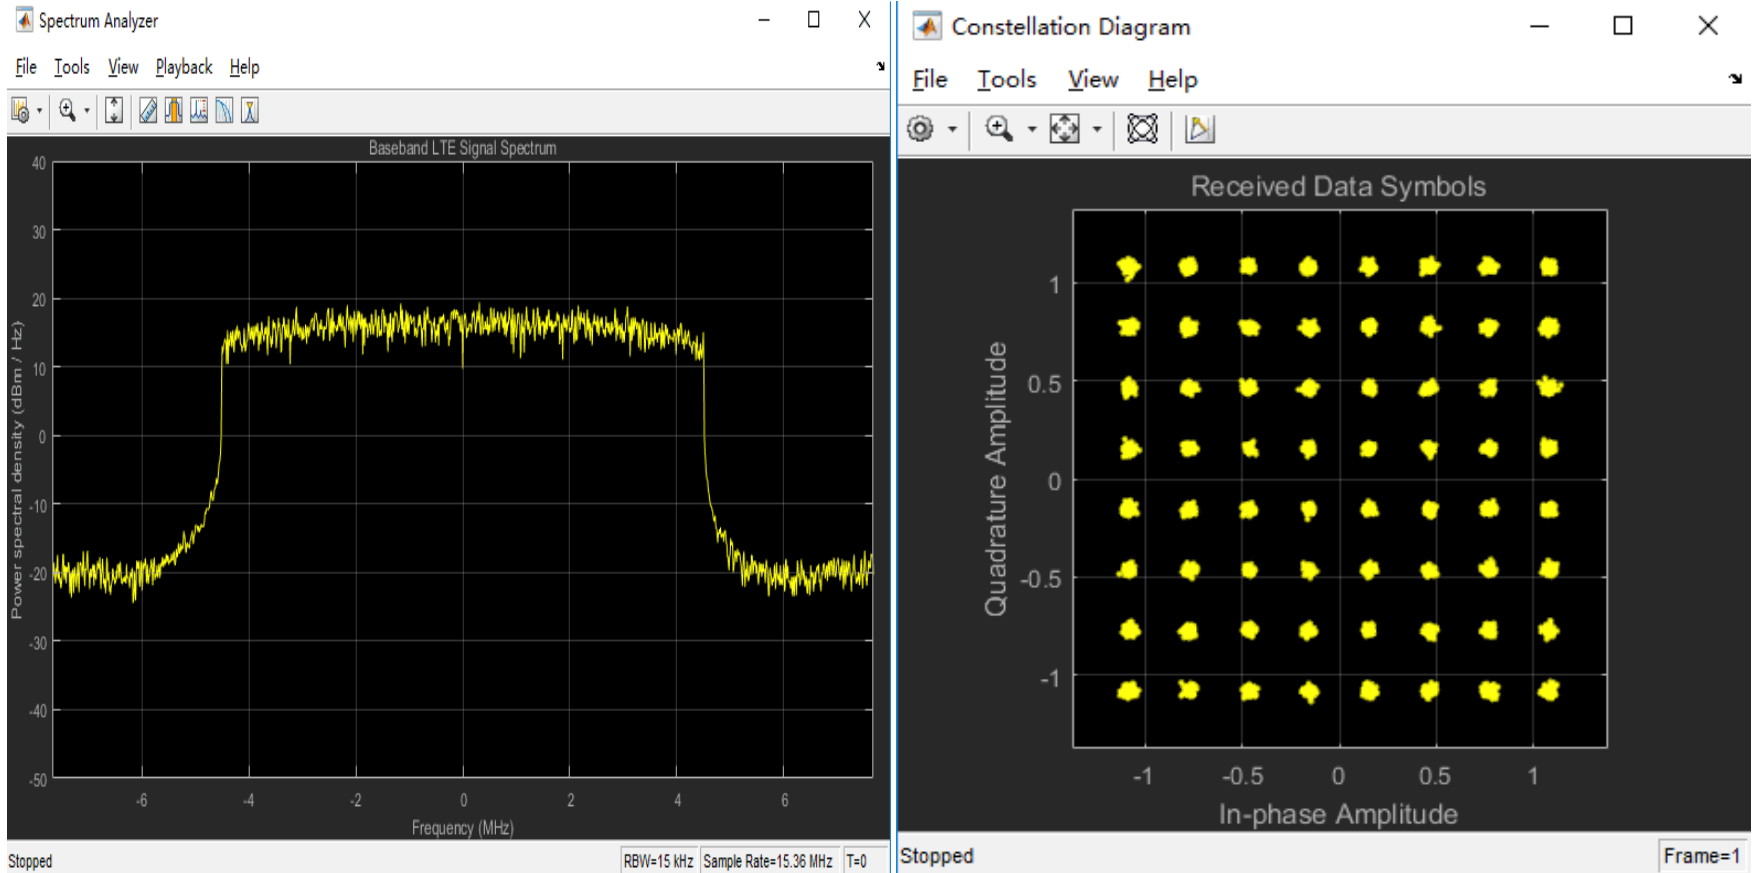 Spectrum Analyzer
File Tools View Playback Help
Baseband LTE Signal Spectrum
40
30
20
10
0
-10
-20
-30
-40
-50
Power spectral density (dBm / Hz)
-6 -4 -2 0 2 4 6
Frequency (MHz)
Stopped RBW=15 kHz Sample Rate=15.36 MHz T=0
Constellation Diagram
File Tools View Help
Received Data Symbols
1
0.5
0
-0.5
-1
Quadrature Amplitude
-1 -0.5 0 0.5 1
In-phase Amplitude
Stopped Frame=1